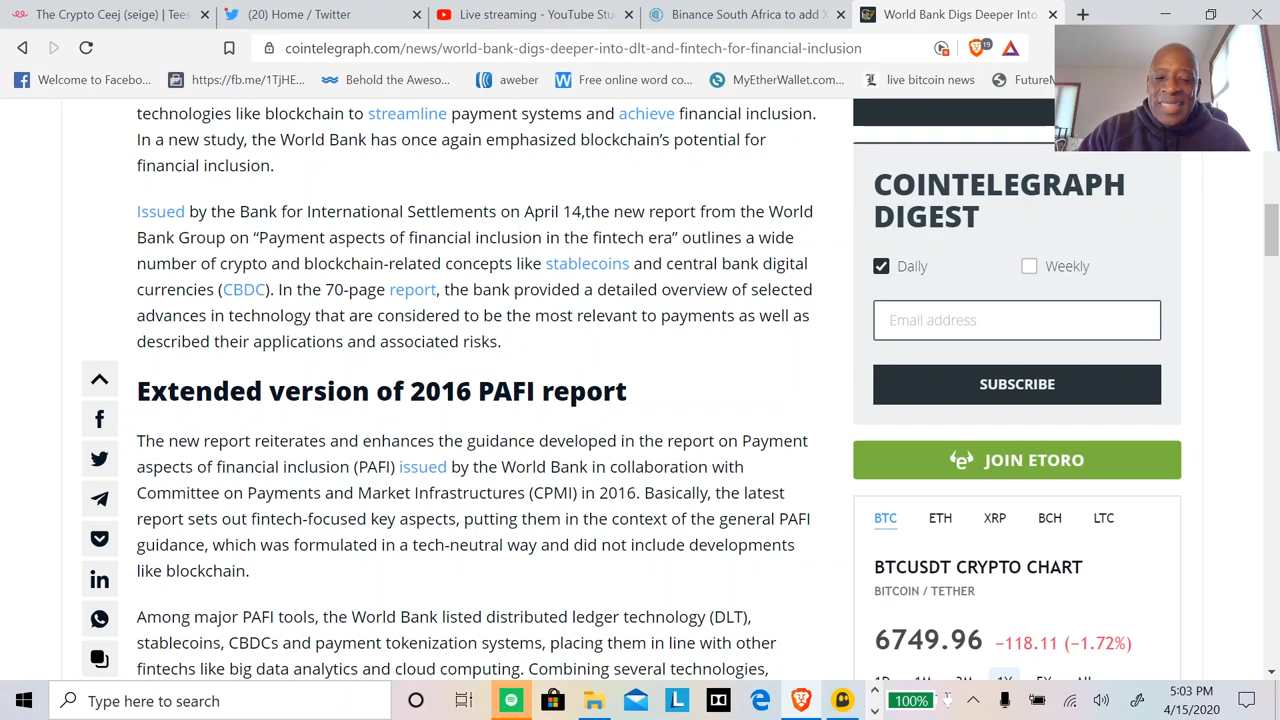 The Crypto Ceej (seige) | Tees
(20) Home / Twitter
Live streaming - YouTube Stu
Binance South Africa to add X
World Bank Digs Deeper Into
cointelegraph.com/news/world-bank-digs-deeper-into-dlt-and-fintech-for-financial-inclusion
19
Welcome to Facebo...
https://fb.me/1TjHE...
Behold the Aweso...
aweber
Free online word co...
MyEtherWallet.com...
live bitcoin news
FutureN
technologies like blockchain to streamline payment systems and achieve financial inclusion.
In a new study, the World Bank has once again emphasized blockchain's potential for
financial inclusion.
Issued by the Bank for International Settlements on April 14,the new report from the World
Bank Group on “Payment aspects of financial inclusion in the fintech era” outlines a wide
number of crypto and blockchain-related concepts like stablecoins and central bank digital
currencies (CBDC). In the 70-page report, the bank provided a detailed overview of selected
advances in technology that are considered to be the most relevant to payments as well as
described their applications and associated risks.
Extended version of 2016 PAFI report
The new report reiterates and enhances the guidance developed in the report on Payment
aspects of financial inclusion (PAFI) issued by the World Bank in collaboration with
Committee on Payments and Market Infrastructures (CPMI) in 2016. Basically, the latest
report sets out fintech-focused key aspects, putting them in the context of the general PAFI
guidance, which was formulated in a tech-neutral way and did not include developments
like blockchain.
Among major PAFI tools, the World Bank listed distributed ledger technology (DLT),
stablecoins, CBDCs and payment tokenization systems, placing them in line with other
fintechs like big data analytics and cloud computing. Combining several technologies,
COINTELEGRAPH
DIGEST
Daily
Weekly
Email address
SUBSCRIBE
JOIN ETORO
BTC ETH XRP BCH LTC
BTCUSDT CRYPTO CHART
BITCOIN / TETHER
6749.96 −118.11 (−1.72%)
1D 1M 3M 1Y 5Y All
Type here to search
100%
5:03 PM
4/15/2020